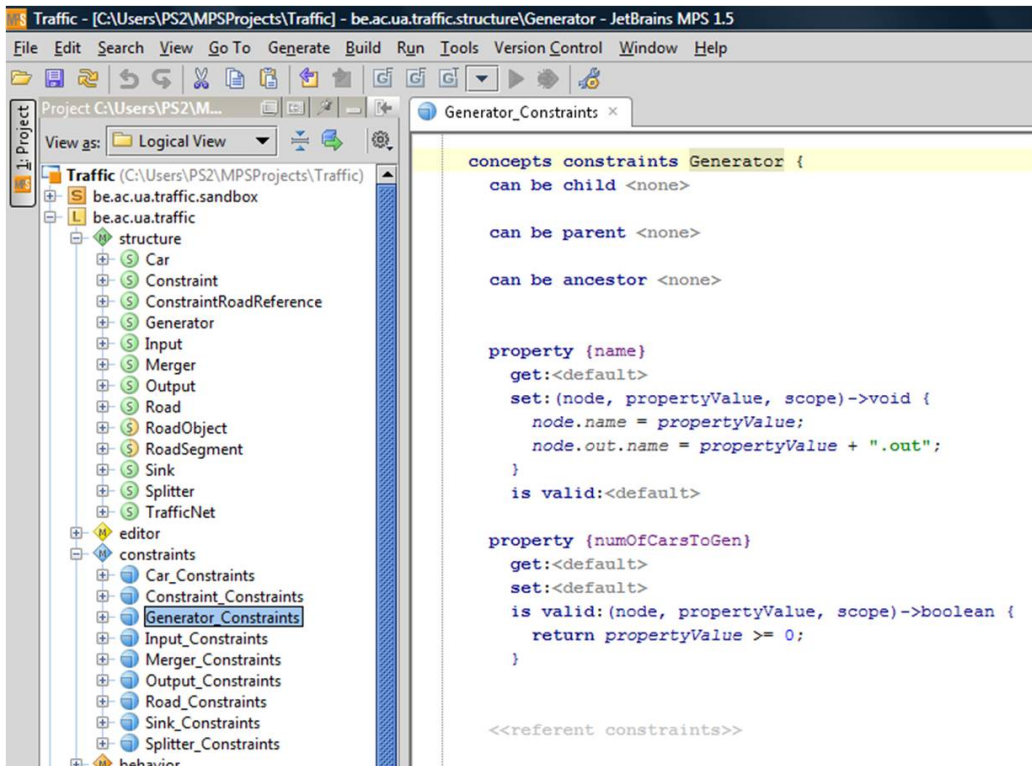 Traffic - [C:\Users\PS2\MPSProjects\Traffic] - be.ac.ua.traffic.structure\Generator - JetBrains MPS 1.5
File Edit Search View Go To Generate Build Run Tools Version Control Window Help
1: Project
Project C:\Users\PS2\M...
View as: Logical View
Traffic (C:\Users\PS2\MPSProjects\Traffic)
S be.ac.ua.traffic.sandbox
L be.ac.ua.traffic
M structure
S Car
S Constraint
S ConstraintRoadReference
S Generator
S Input
S Merger
S Output
S Road
S RoadObject
S RoadSegment
S Sink
S Splitter
S TrafficNet
M editor
M constraints
Car_Constraints
Constraint_Constraints
Generator_Constraints
Input_Constraints
Merger_Constraints
Output_Constraints
Road_Constraints
Sink_Constraints
Splitter_Constraints
M behavior
Generator_Constraints ×
concepts constraints Generator {
can be child <none>
can be parent <none>
can be ancestor <none>
property {name}
get:<default>
set:(node, propertyValue, scope)->void {
node.name = propertyValue;
node.out.name = propertyValue + ".out";
}
is valid:<default>
property {numOfCarsToGen}
get:<default>
set:<default>
is valid:(node, propertyValue, scope)->boolean {
return propertyValue >= 0;
}
<<referent constraints>>